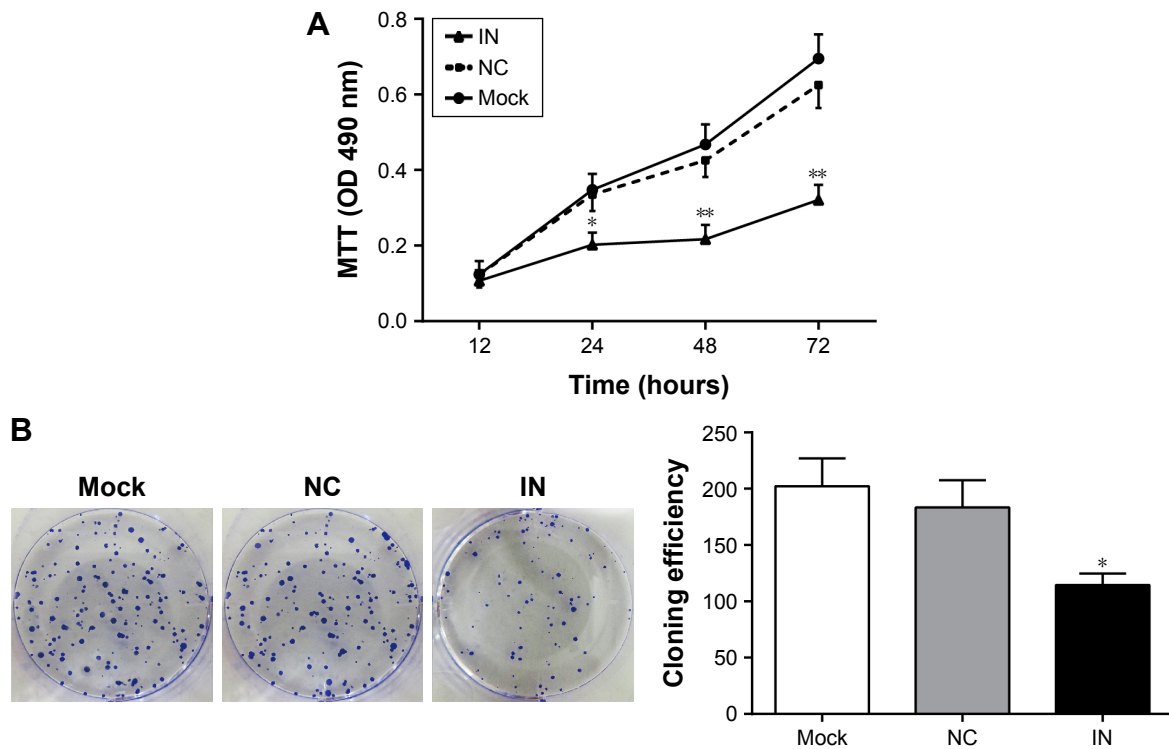 A
0.8
0.6
0.4
0.2
0.0
MTT (OD 490 nm)
IN
NC
Mock
*
**
**
12 24 48 72
Time (hours)
B
Mock NC IN
250
200
150
100
50
0
Cloning efficiency
*
Mock NC IN